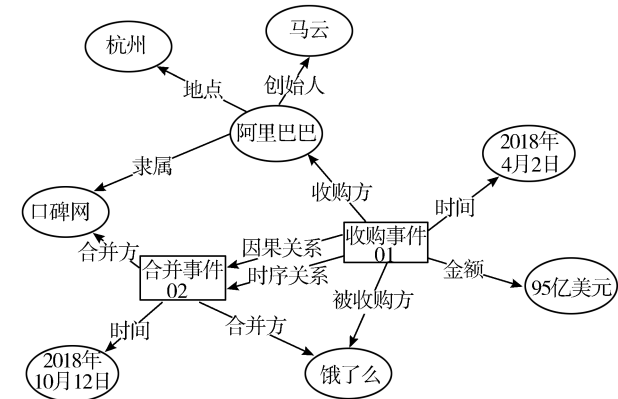 马云
杭州
地点
创始人
阿里巴巴
2018年
4月2日
隶属
收购方
时间
口碑网
合并方
因果关系
收购事件
01
合并事件
02
时序关系
金额
95亿美元
被收购方
时间
合并方
2018年
10月12日
饿了么